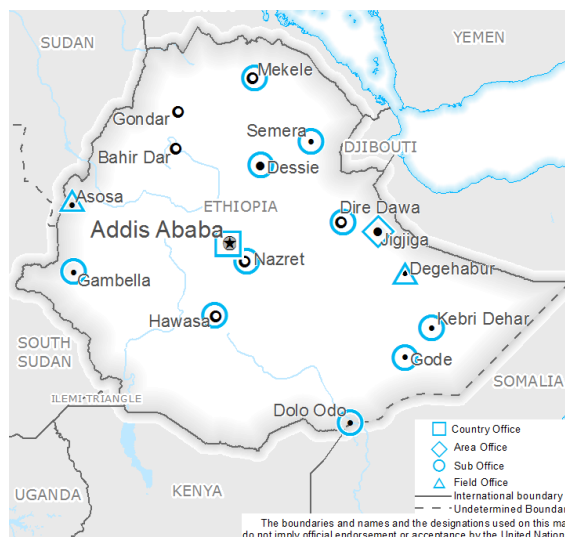 SUDAN
YEMEN
Mekele
Gondar
Semera
Bahir Dar
DJIBOUTI
Dessie
Asosa
ETHIOPIA
Dire Dawa
Addis Ababa
Jigjiga
Nazret
Degehabur
Gambella
Hawasa
Kebri Dehar
SOUTH
SUDAN
Gode
SOMALIA
ILEMI TRIANGLE
Dolo Odo
Country Office
Area Office
Sub Office
Field Office
UGANDA
KENYA
International boundary
Undetermined Boundar
The boundaries and names and the designations used on this ma
do not imply official endorsement or acceptance by the United Nation